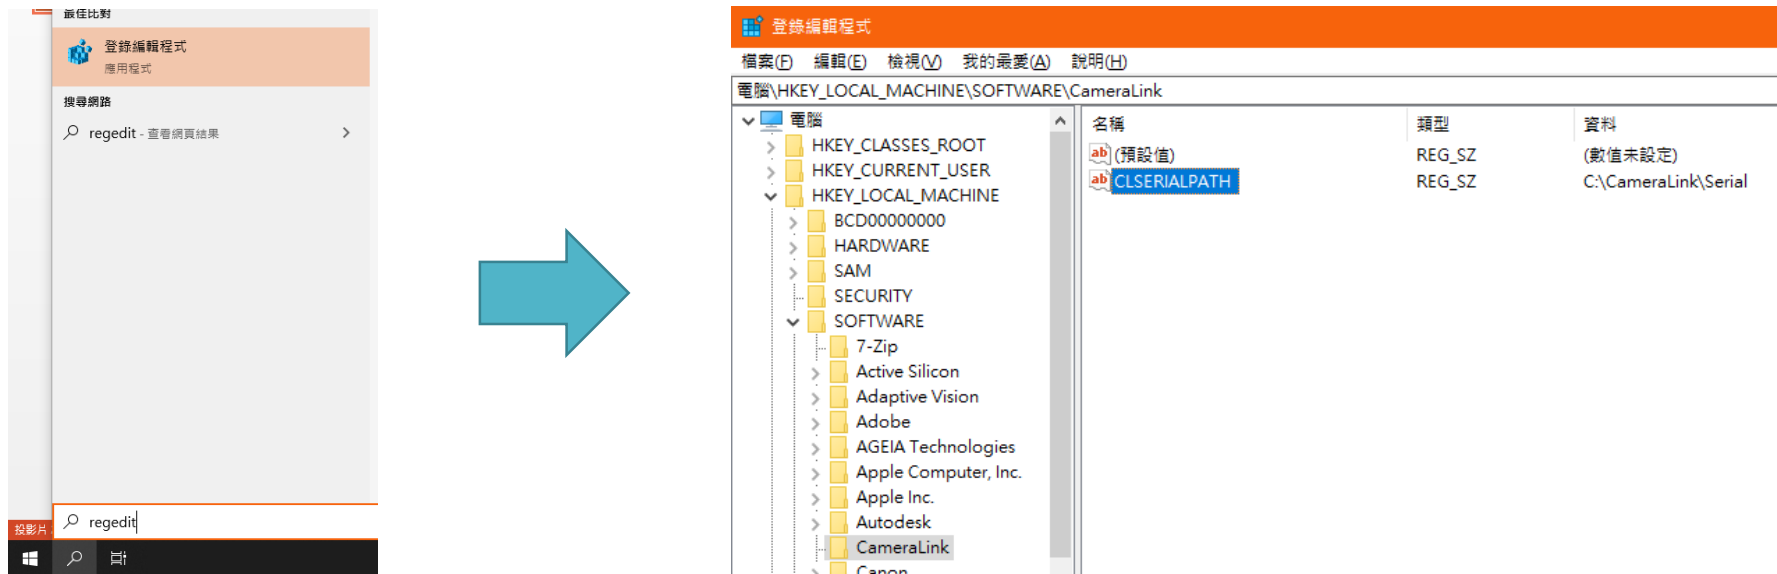 最佳比對
登錄編輯程式
應用程式
搜尋網路
regedit - 查看網頁結果
regedit
投影片
登錄編輯程式
檔案(F) 編輯(E) 檢視(V) 我的最愛(A) 說明(H)
電腦\HKEY_LOCAL_MACHINE\SOFTWARE\CameraLink
電腦
HKEY_CLASSES_ROOT
HKEY_CURRENT_USER
HKEY_LOCAL_MACHINE
BCD00000000
HARDWARE
SAM
SECURITY
SOFTWARE
7-Zip
Active Silicon
Adaptive Vision
Adobe
AGEIA Technologies
Apple Computer, Inc.
Apple Inc.
Autodesk
CameraLink
Canon
名稱 類型 資料
ab (預設值) REG_SZ (數值未設定)
ab CLSERIALPATH REG_SZ C:\CameraLink\Serial